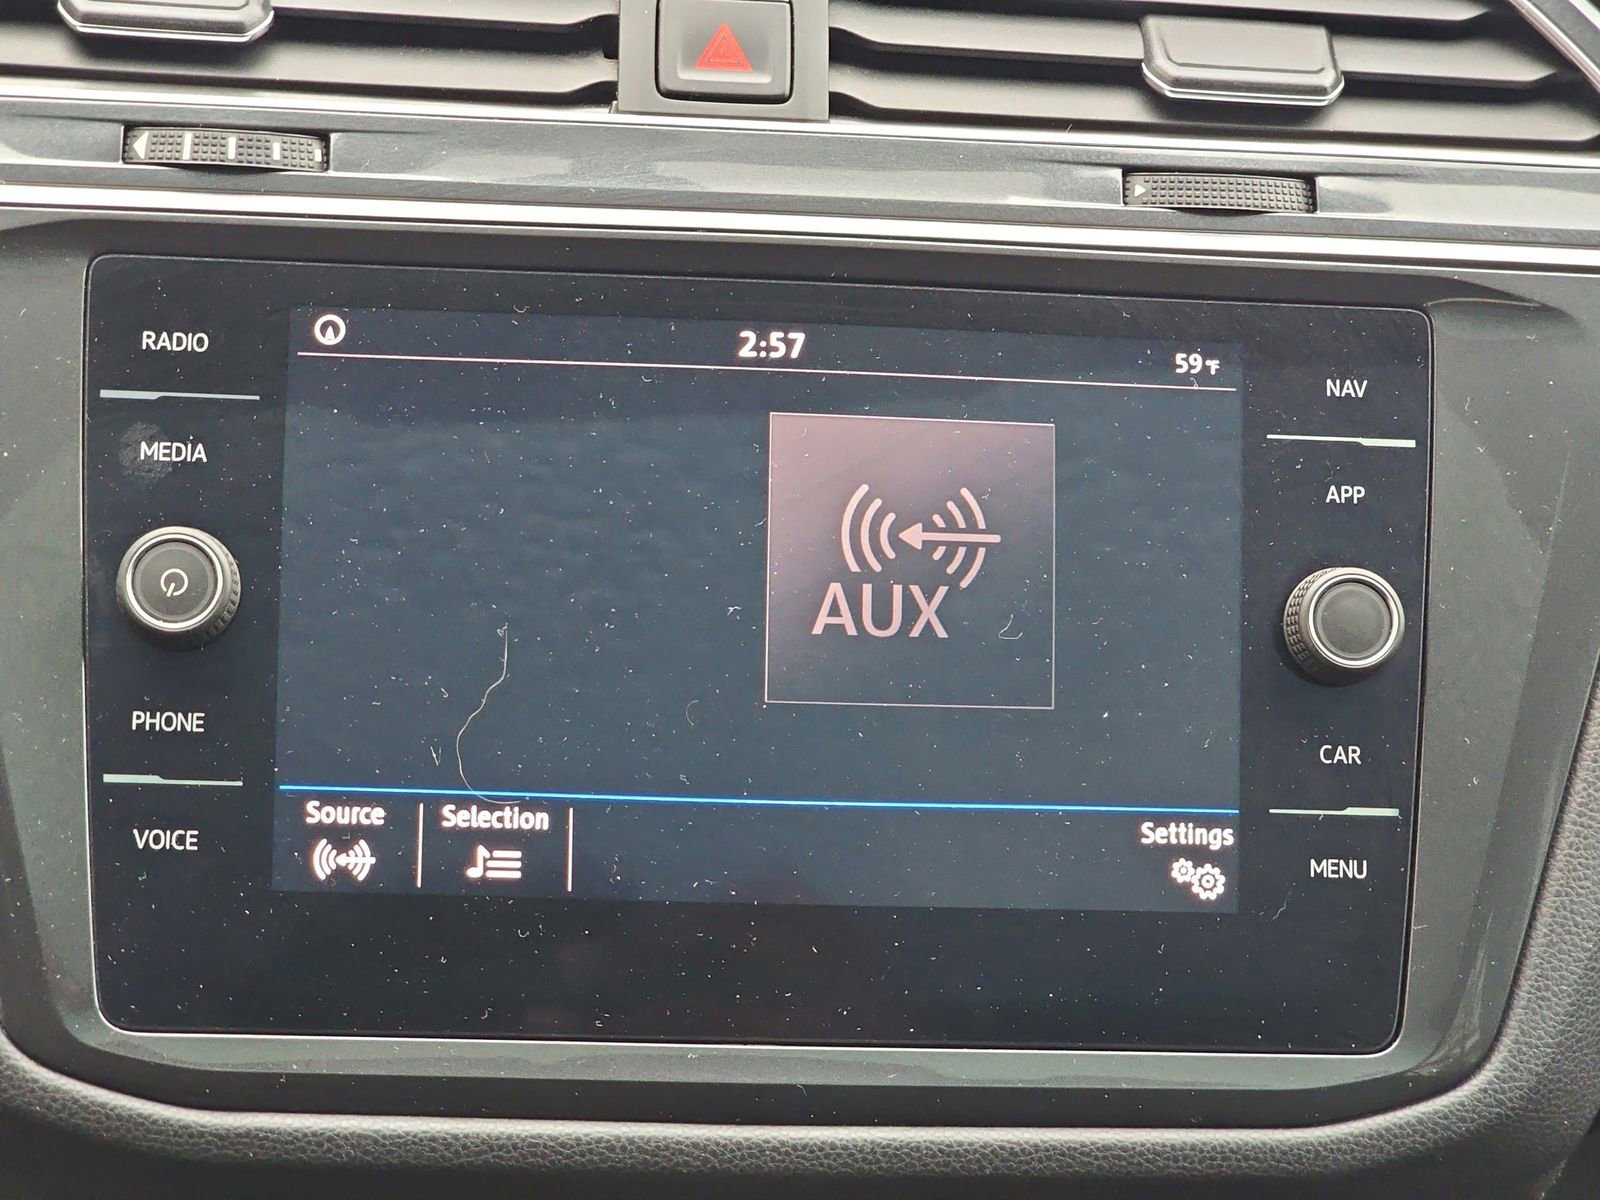 RADIO
MEDIA
PHONE
VOICE
2:57
59°F
AUX
Source
Selection
Settings
NAV
APP
CAR
MENU